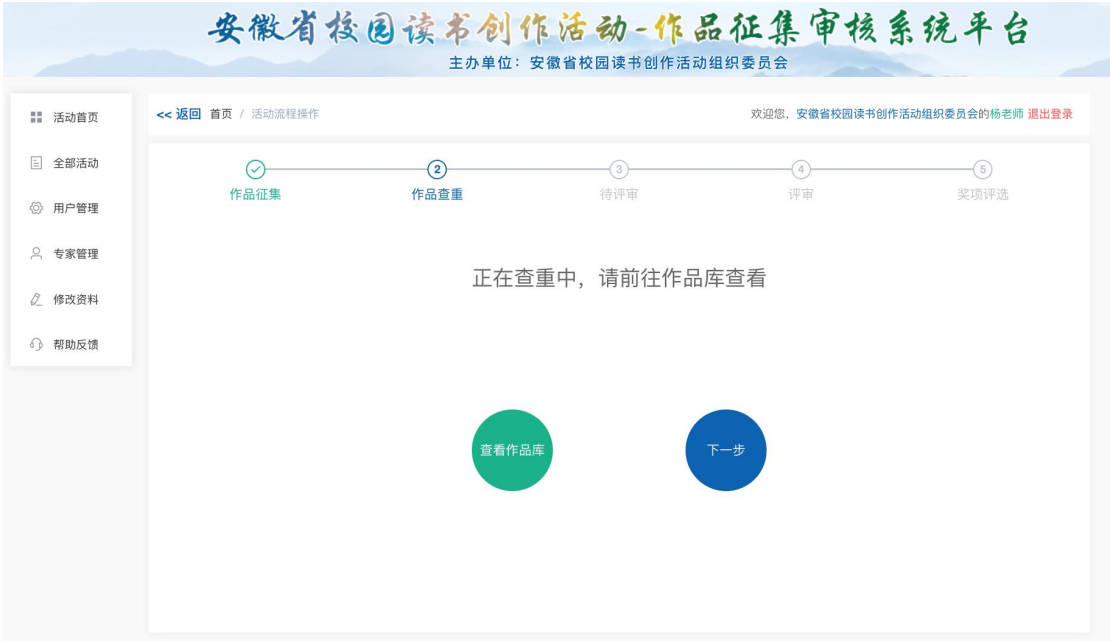 安徽省校园读书创作活动-作品征集审核系统平台
主办单位：安徽省校园读书创作活动组织委员会
活动首页
全部活动
用户管理
专家管理
修改资料
帮助反馈
<< 返回 首页 / 活动流程操作
欢迎您，安徽省校园读书创作活动组织委员会的杨老师 退出登录
2 3 4 5
作品征集 作品查重 待评审 评审 奖项评选
正在查重中，请前往作品库查看
查看作品库 下一步